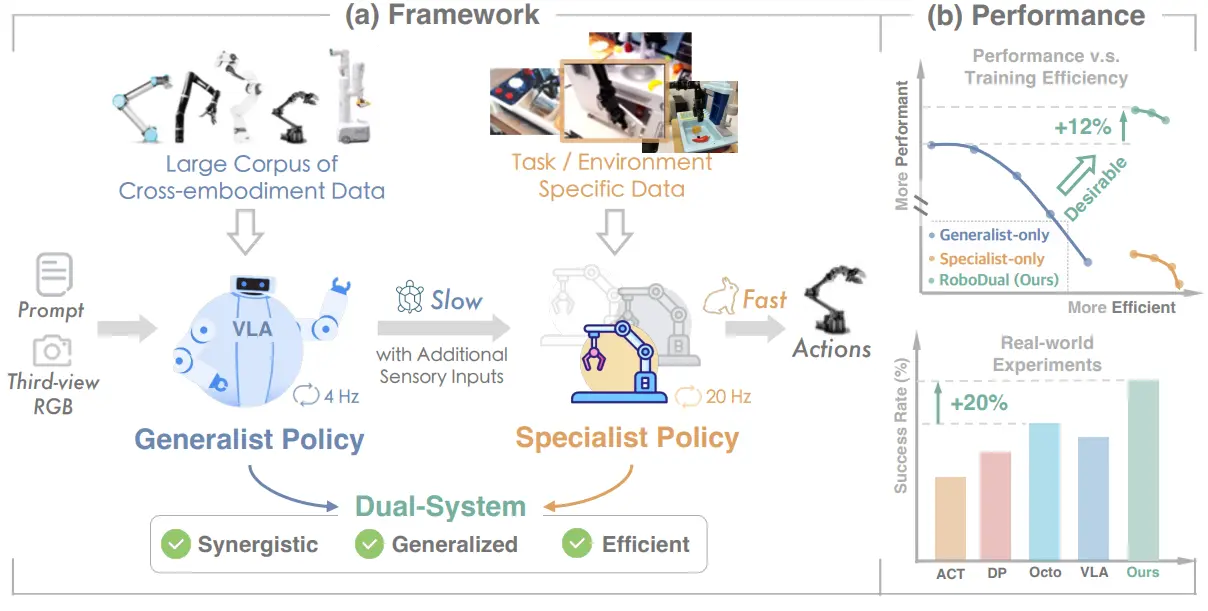 (a) Framework
Large Corpus of
Cross-embodiment Data
Task / Environment
Specific Data
Prompt
Third-view
RGB
VLA
4 Hz
Slow
with Additional
Sensory Inputs
20 Hz
Fast
Actions
Generalist Policy
Specialist Policy
Dual-System
Synergistic
Generalized
Efficient
(b) Performance
Performance v.s.
Training Efficiency
More Performant
+12%
Desirable
Generalist-only
Specialist-only
RoboDual (Ours)
More Efficient
Real-world
Experiments
Success Rate (%)
+20%
ACT
DP
Octo
VLA
Ours